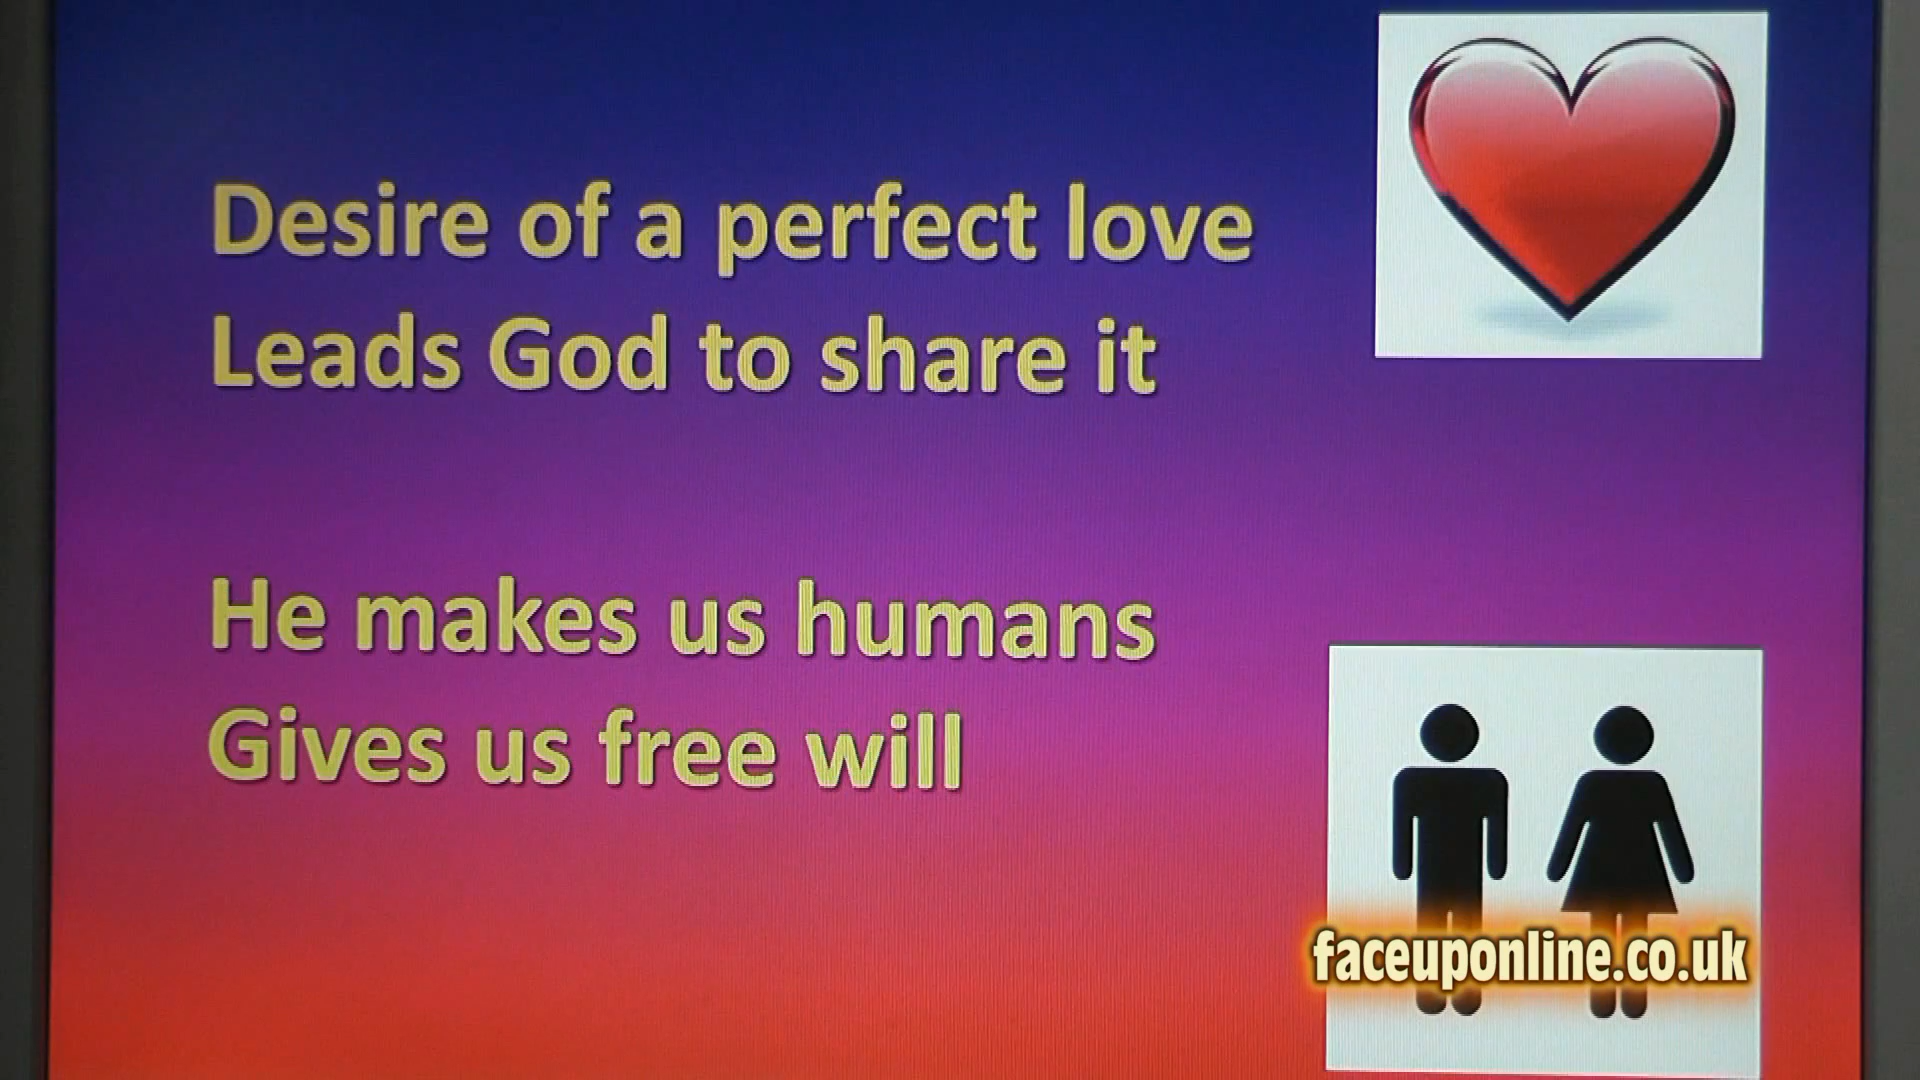 Desire of a perfect love
Leads God to share it
He makes us humans
Gives us free will
faceuponline.co.uk